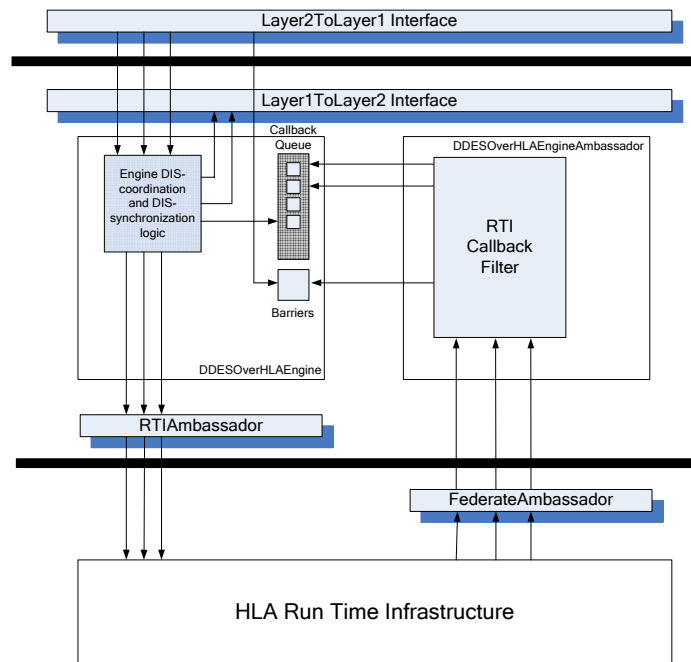 Layer2ToLayer1 Interface
Layer1ToLayer2 Interface
Callback
Queue
DDESOverHLAEngineAmbassador
Engine DIS-
coordination
and DIS-
synchronization
logic
RTI
Callback
Filter
Barriers
DDESOverHLAEngine
RTIAmbassador
FederateAmbassador
HLA Run Time Infrastructure